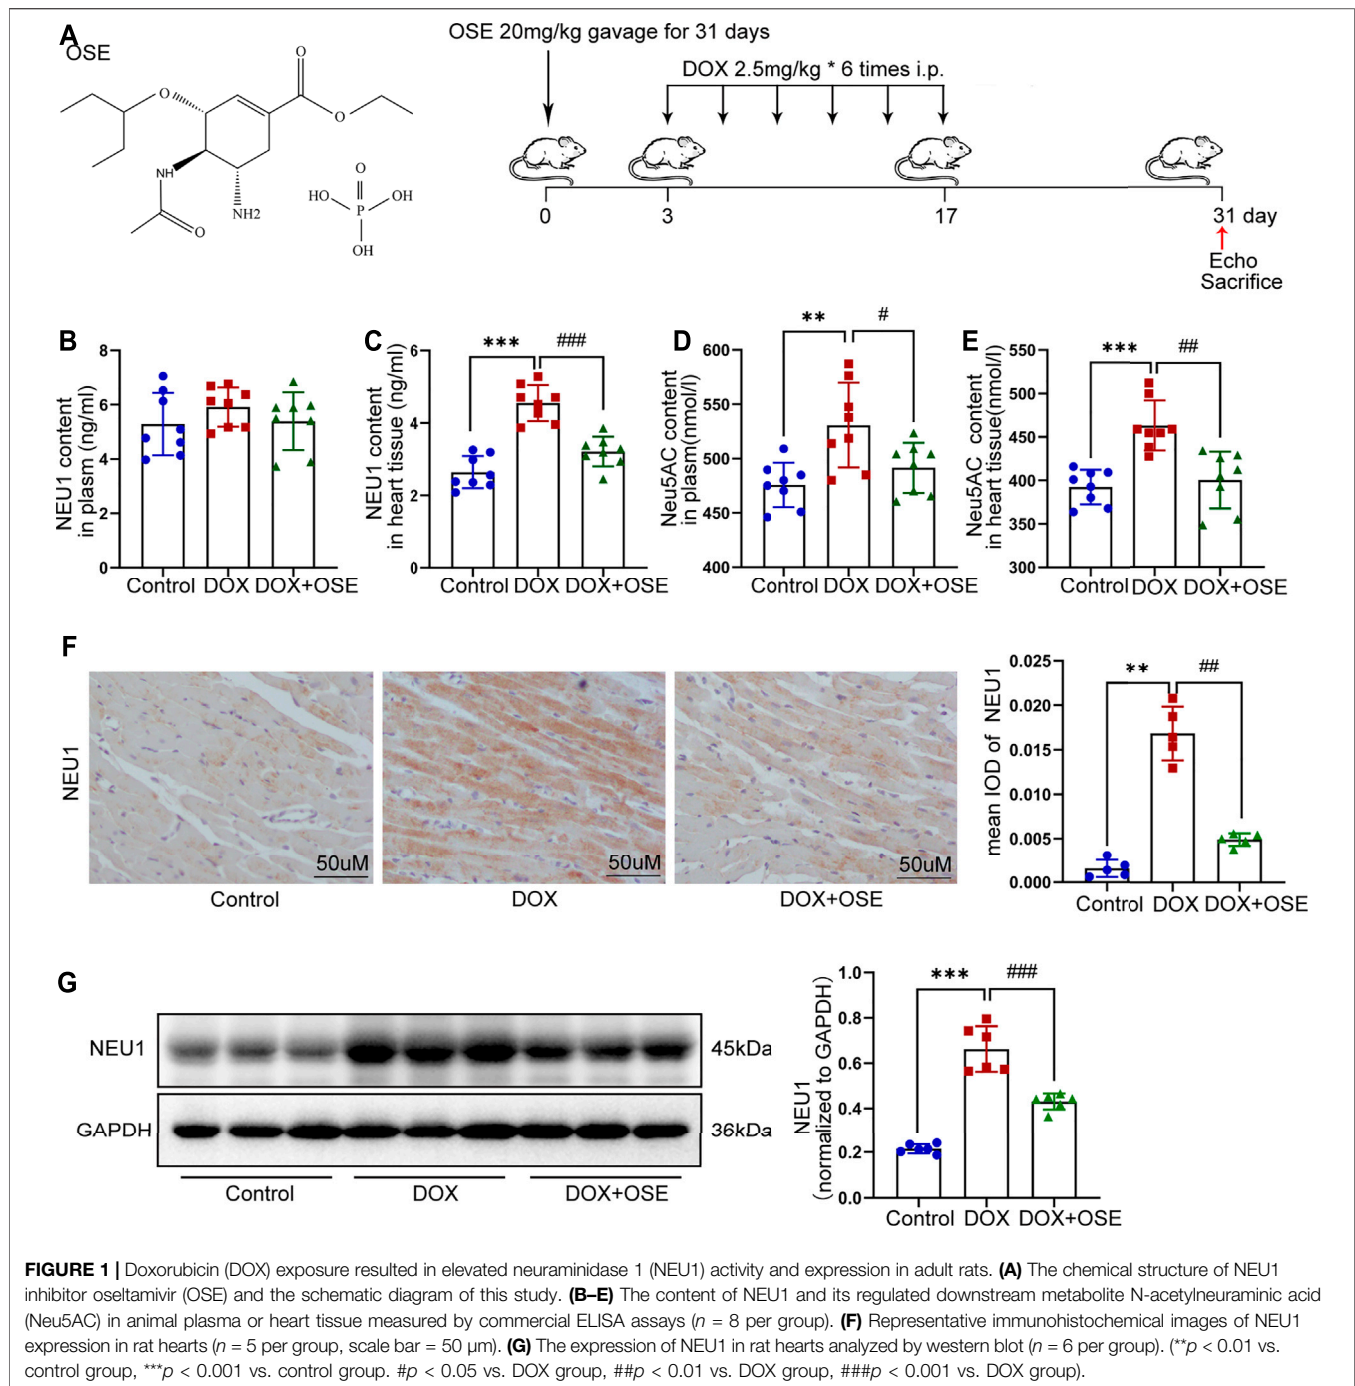 A
OSE
O
O
O
NH
O
NH2
O
HO
P
OH
OH
OSE 20mg/kg gavage for 31 days
DOX 2.5mg/kg * 6 times i.p.
0
3
17
31 day
Echo
Sacrifice
B
NEU1 content
in plasm (ng/ml)
8
6
4
2
0
Control DOX DOX+OSE
C
NEU1 content
in heart tissue (ng/ml)
6
4
2
0
***
###
Control DOX DOX+OSE
D
Neu5AC content
in plasm(nmol/l)
600
550
500
450
400
**
#
Control DOX DOX+OSE
E
Neu5AC content
in heart tissue(nmol/l)
550
500
450
400
350
300
***
##
Control DOX DOX+OSE
F
NEU1
50uM
50uM
50uM
Control
DOX
DOX+OSE
mean IOD of NEU1
0.025
0.020
0.015
0.010
0.005
0.000
**
##
Control DOX DOX+OSE
G
NEU1
45kDa
GAPDH
36kDa
Control
DOX
DOX+OSE
NEU1
(normalized to GAPDH)
1.0
0.8
0.6
0.4
0.2
0.0
***
###
Control DOX DOX+OSE
FIGURE 1 | Doxorubicin (DOX) exposure resulted in elevated neuraminidase 1 (NEU1) activity and expression in adult rats. (A) The chemical structure of NEU1
inhibitor oseltamivir (OSE) and the schematic diagram of this study. (B–E) The content of NEU1 and its regulated downstream metabolite N-acetylneuraminic acid
(Neu5AC) in animal plasma or heart tissue measured by commercial ELISA assays (n = 8 per group). (F) Representative immunohistochemical images of NEU1
expression in rat hearts (n = 5 per group, scale bar = 50 μm). (G) The expression of NEU1 in rat hearts analyzed by western blot (n = 6 per group). (**p < 0.01 vs.
control group, ***p < 0.001 vs. control group. #p < 0.05 vs. DOX group, ##p < 0.01 vs. DOX group, ###p < 0.001 vs. DOX group).